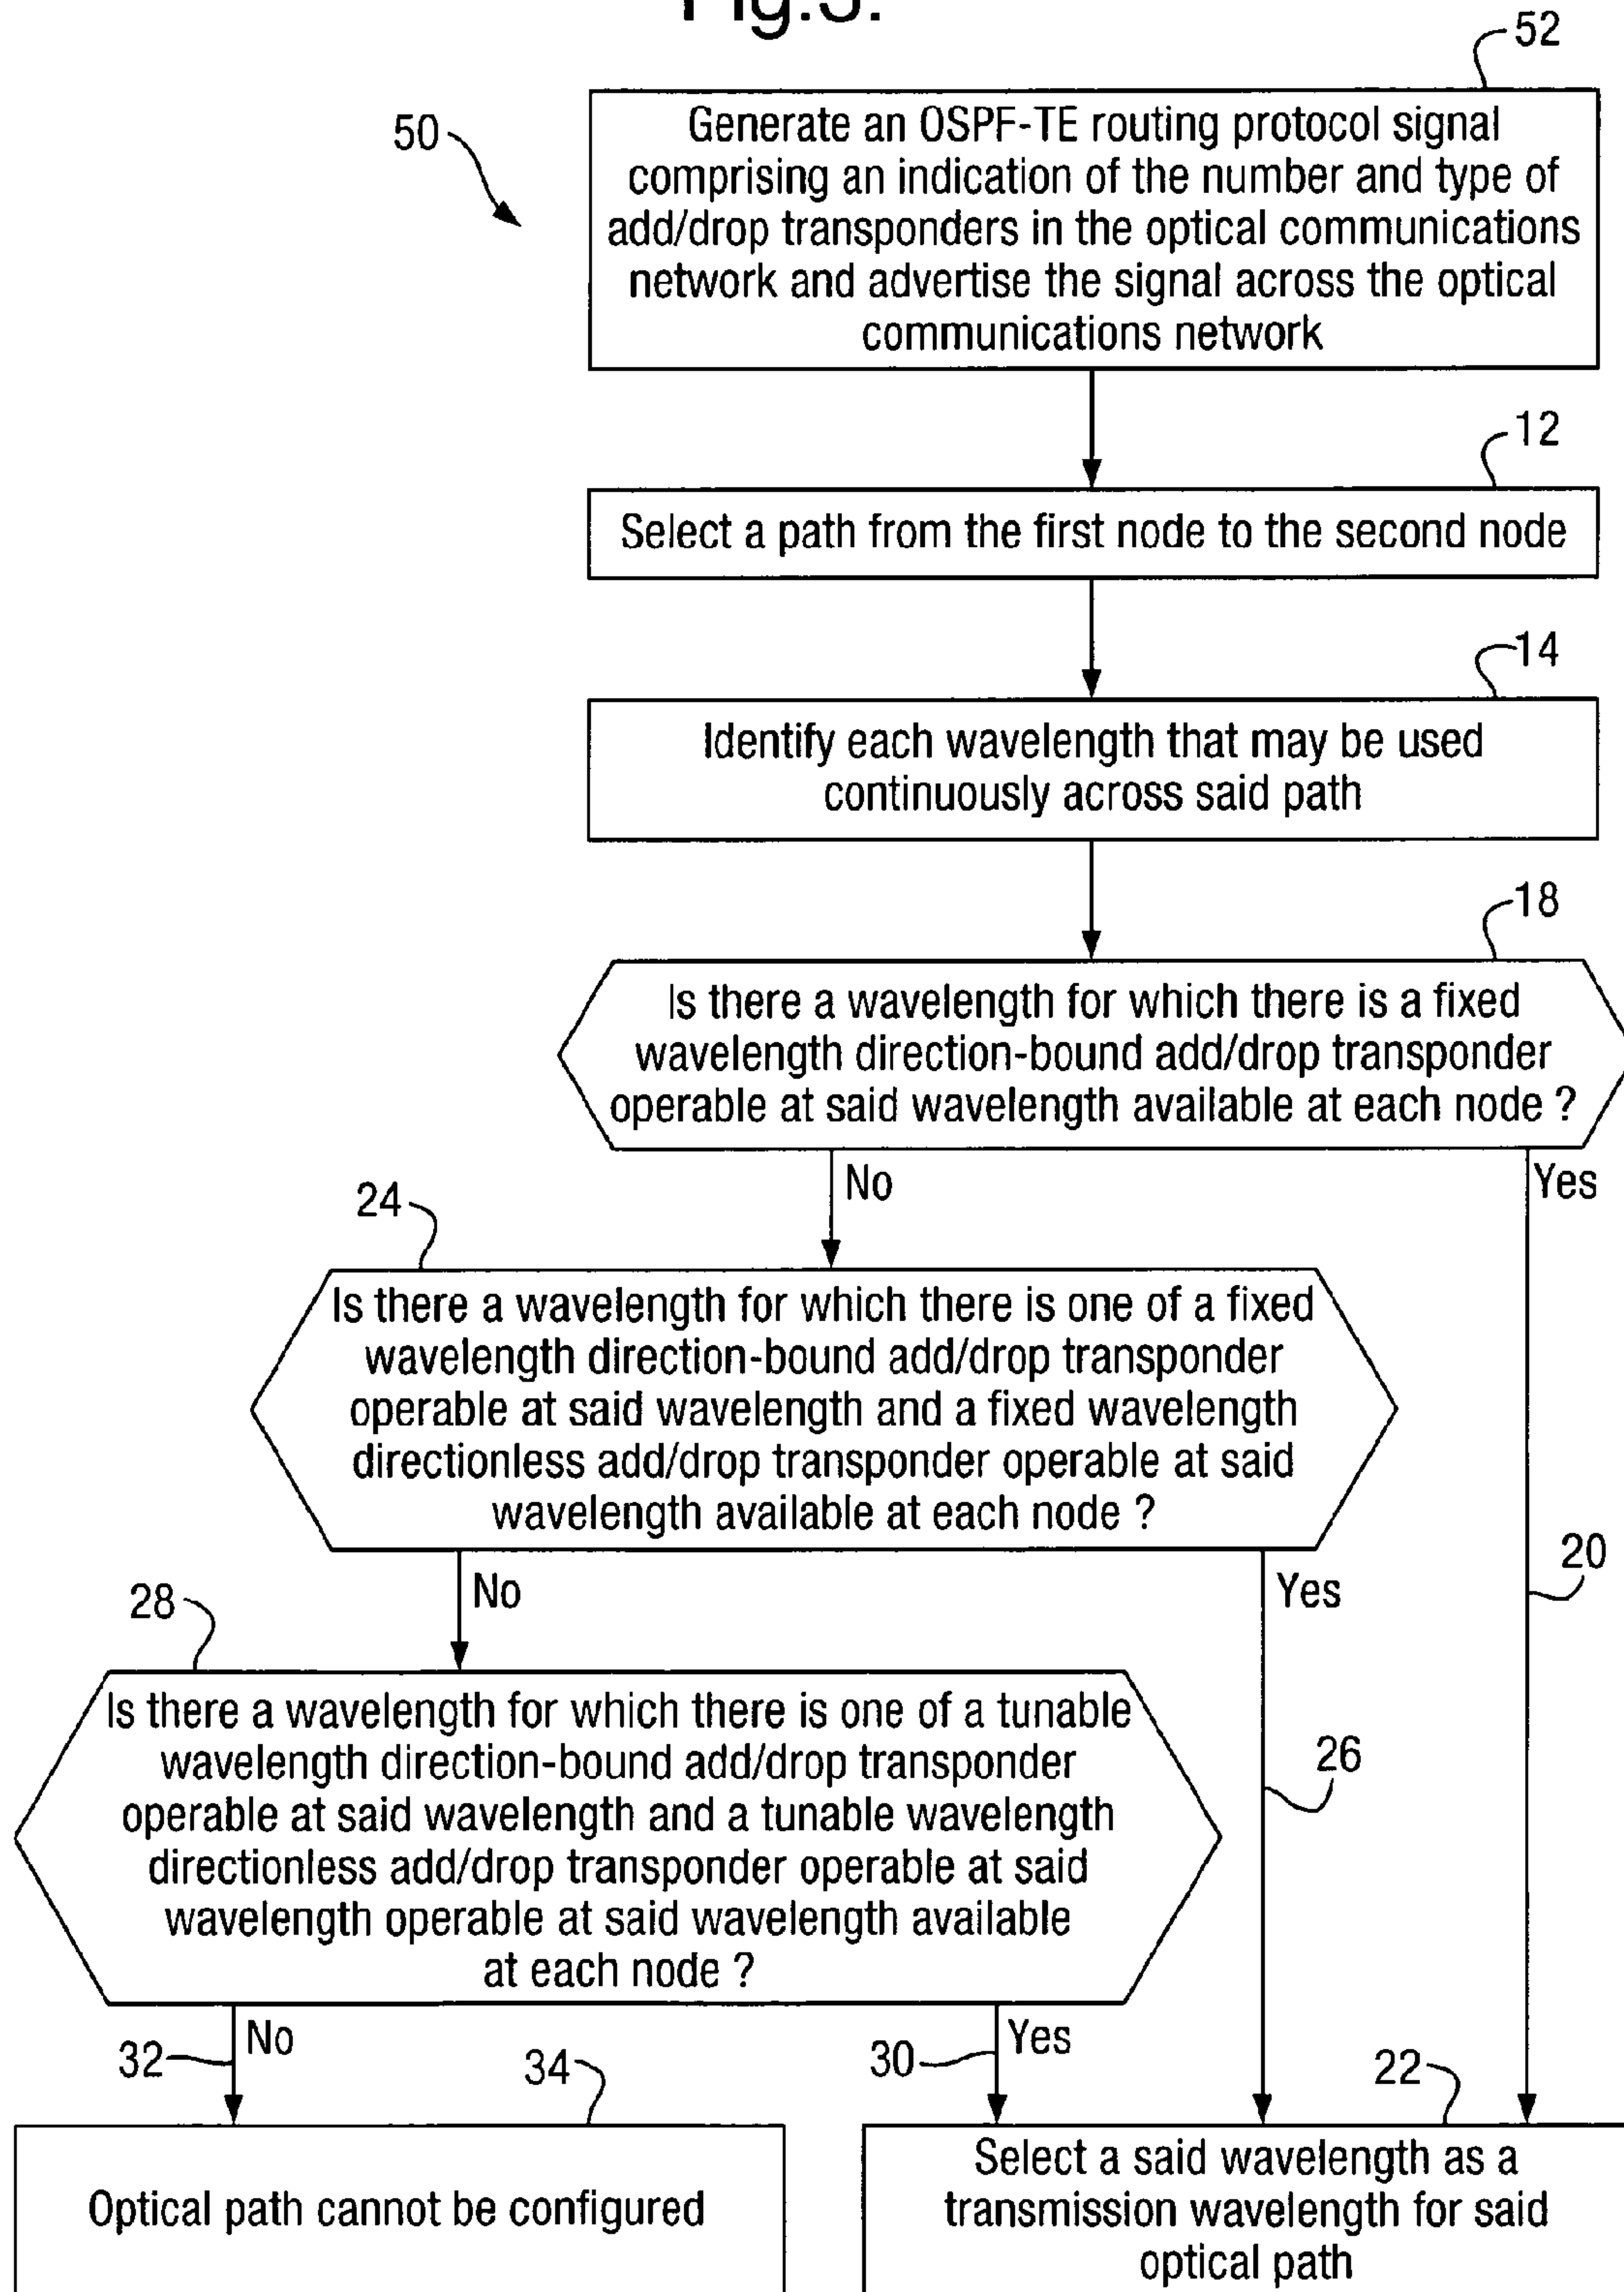 Fig.3.
52
50
Generate an OSPF-TE routing protocol signal
comprising an indication of the number and type of
add/drop transponders in the optical communications
network and advertise the signal across the optical
communications network
12
Select a path from the first node to the second node
14
Identify each wavelength that may be used
continuously across said path
18
Is there a wavelength for which there is a fixed
wavelength direction-bound add/drop transponder
operable at said wavelength available at each node ?
No
Yes
24
Is there a wavelength for which there is one of a fixed
wavelength direction-bound add/drop transponder
operable at said wavelength and a fixed wavelength
directionless add/drop transponder operable at said
wavelength available at each node ?
20
No
Yes
28
Is there a wavelength for which there is one of a tunable
wavelength direction-bound add/drop transponder
operable at said wavelength and a tunable wavelength
directionless add/drop transponder operable at said
wavelength operable at said wavelength available
at each node ?
26
No
Yes
32
34
30
22
Optical path cannot be configured
Select a said wavelength as a
transmission wavelength for said
optical path